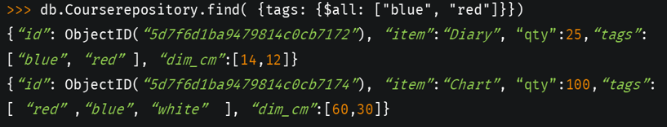 >>> db.Courserepository.find( {tags: {$all: ["blue", "red"]}})
{“id”: ObjectID(“5d7f6d1ba9479814c0cb7172”), “item”:“Diary”, “qty”:25,“tags”:
[“blue”, “red” ], “dim_cm”:[14,12]}
{“id”: ObjectID(“5d7f6d1ba9479814c0cb7174”), “item”:“Chart”, “qty”:100,“tags”:
[ “red” ,“blue”, “white”  ], “dim_cm”:[60,30]}